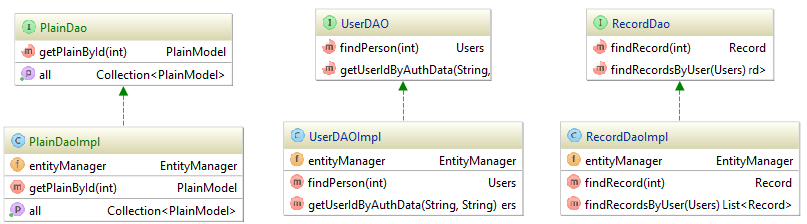 PlainDao
getPlainById(int) PlainModel
all Collection<PlainModel>
UserDAO
findPerson(int) Users
getUserIdByAuthData(String,
RecordDao
findRecord(int) Record
findRecordsByUser(Users) rd>
PlainDaoImpl
entityManager EntityManager
getPlainById(int) PlainModel
all Collection<PlainModel>
UserDAOImpl
entityManager EntityManager
findPerson(int) Users
getUserIdByAuthData(String, String) ers
RecordDaoImpl
entityManager EntityManager
findRecord(int) Record
findRecordsByUser(Users) List<Record>